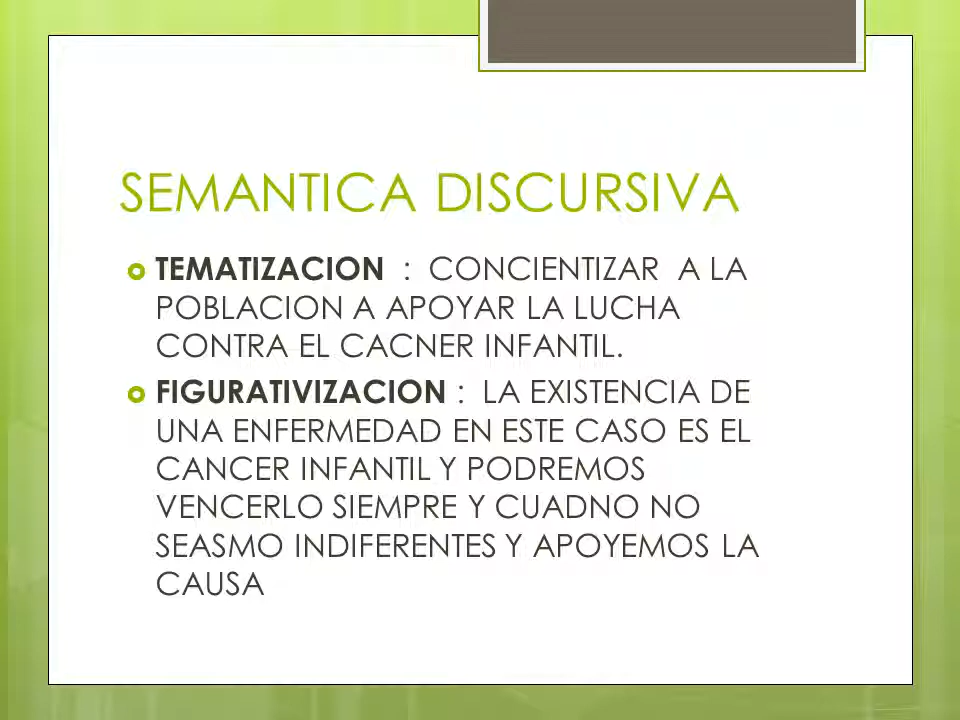 SEMANTICA DISCURSIVA
TEMATIZACION : CONCIENTIZAR A LA
POBLACION A APOYAR LA LUCHA
CONTRA EL CACNER INFANTIL.
FIGURATIVIZACION : LA EXISTENCIA DE
UNA ENFERMEDAD EN ESTE CASO ES EL
CANCER INFANTIL Y PODREMOS
VENCERLO SIEMPRE Y CUADNO NO
SEASMO INDIFERENTES Y APOYEMOS LA
CAUSA